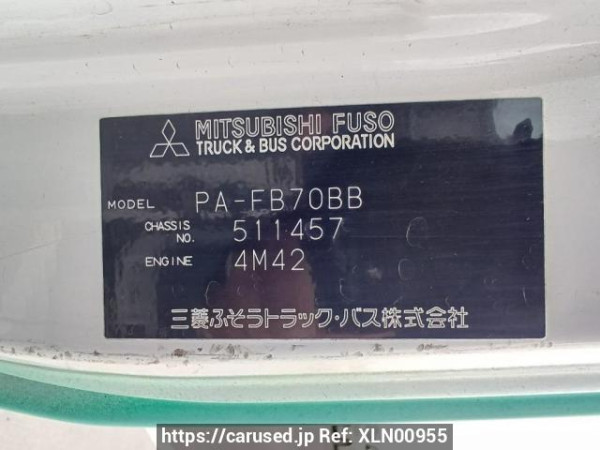 MITSUBISHI FUSO
TRUCK & BUS CORPORATION
MODEL PA-FB70BB
CHASSIS NO. 511457
ENGINE 4M42
三菱ふそうトラック・バス株式会社
https://carused.jp Ref: XLN00955